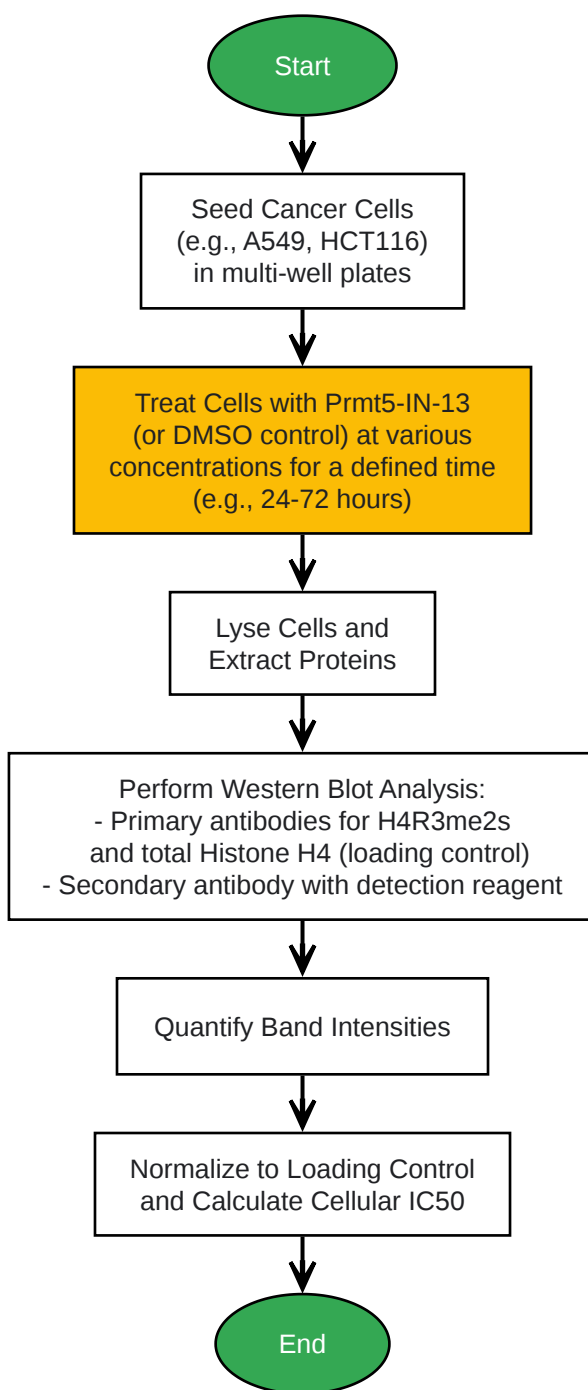 Start
Seed Cancer Cells
(e.g., A549, HCT116)
in multi-well plates
Treat Cells with Prmt5-IN-13
(or DMSO control) at various
concentrations for a defined time
(e.g., 24-72 hours)
Lyse Cells and
Extract Proteins
Perform Western Blot Analysis:
- Primary antibodies for H4R3me2s
and total Histone H4 (loading control)
- Secondary antibody with detection reagent
Quantify Band Intensities
Normalize to Loading Control
and Calculate Cellular IC50
End